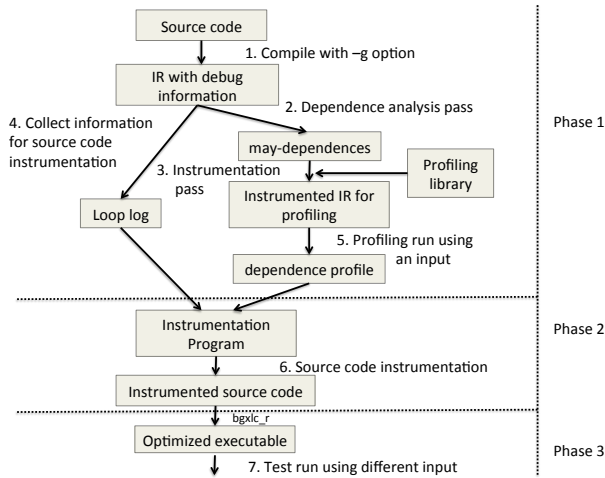 Source code
1. Compile with –g option
IR with debug
information
2. Dependence analysis pass
4. Collect information
for source code
instrumentation
Phase 1
may-dependences
3. Instrumentation
pass
Profiling
library
Instrumented IR for
profiling
Loop log
5. Profiling run using
an input
dependence profile
Instrumentation
Program
Phase 2
6. Source code instrumentation
Instrumented source code
bgxlc_r
Optimized executable
Phase 3
7. Test run using different input